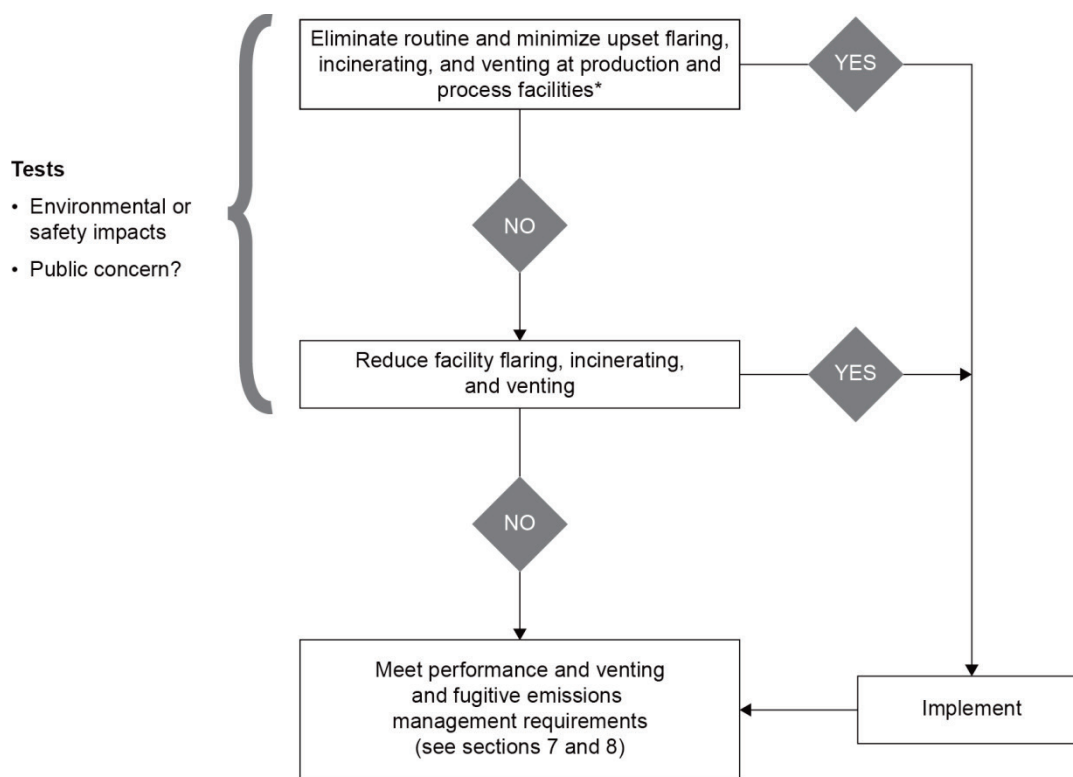 Eliminate routine and minimize upset flaring,
incinerating, and venting at production and
process facilities*
YES
Tests
• Environmental or
safety impacts
• Public concern?
NO
Reduce facility flaring, incinerating,
and venting
YES
NO
Meet performance and venting
and fugitive emissions
management requirements
(see sections 7 and 8)
Implement